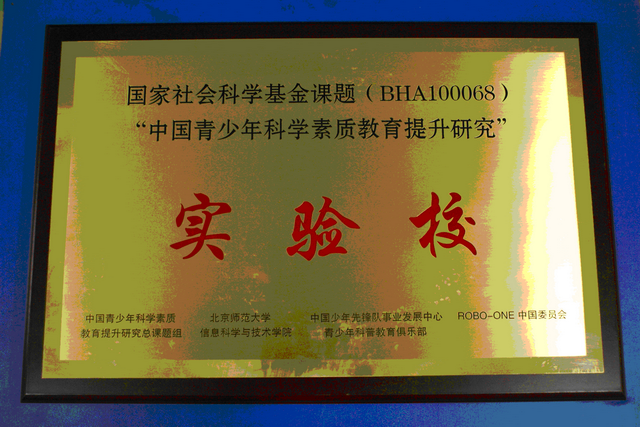 国家社会科学基金课题（BHA100068）
“中国青少年科学素质教育提升研究”
实验校
中国青少年科学素质
教育提升研究总课题组
北京师范大学
信息科学与技术学院
中国少年先锋队事业发展中心
青少年科普教育俱乐部
ROBO-ONE 中国委员会